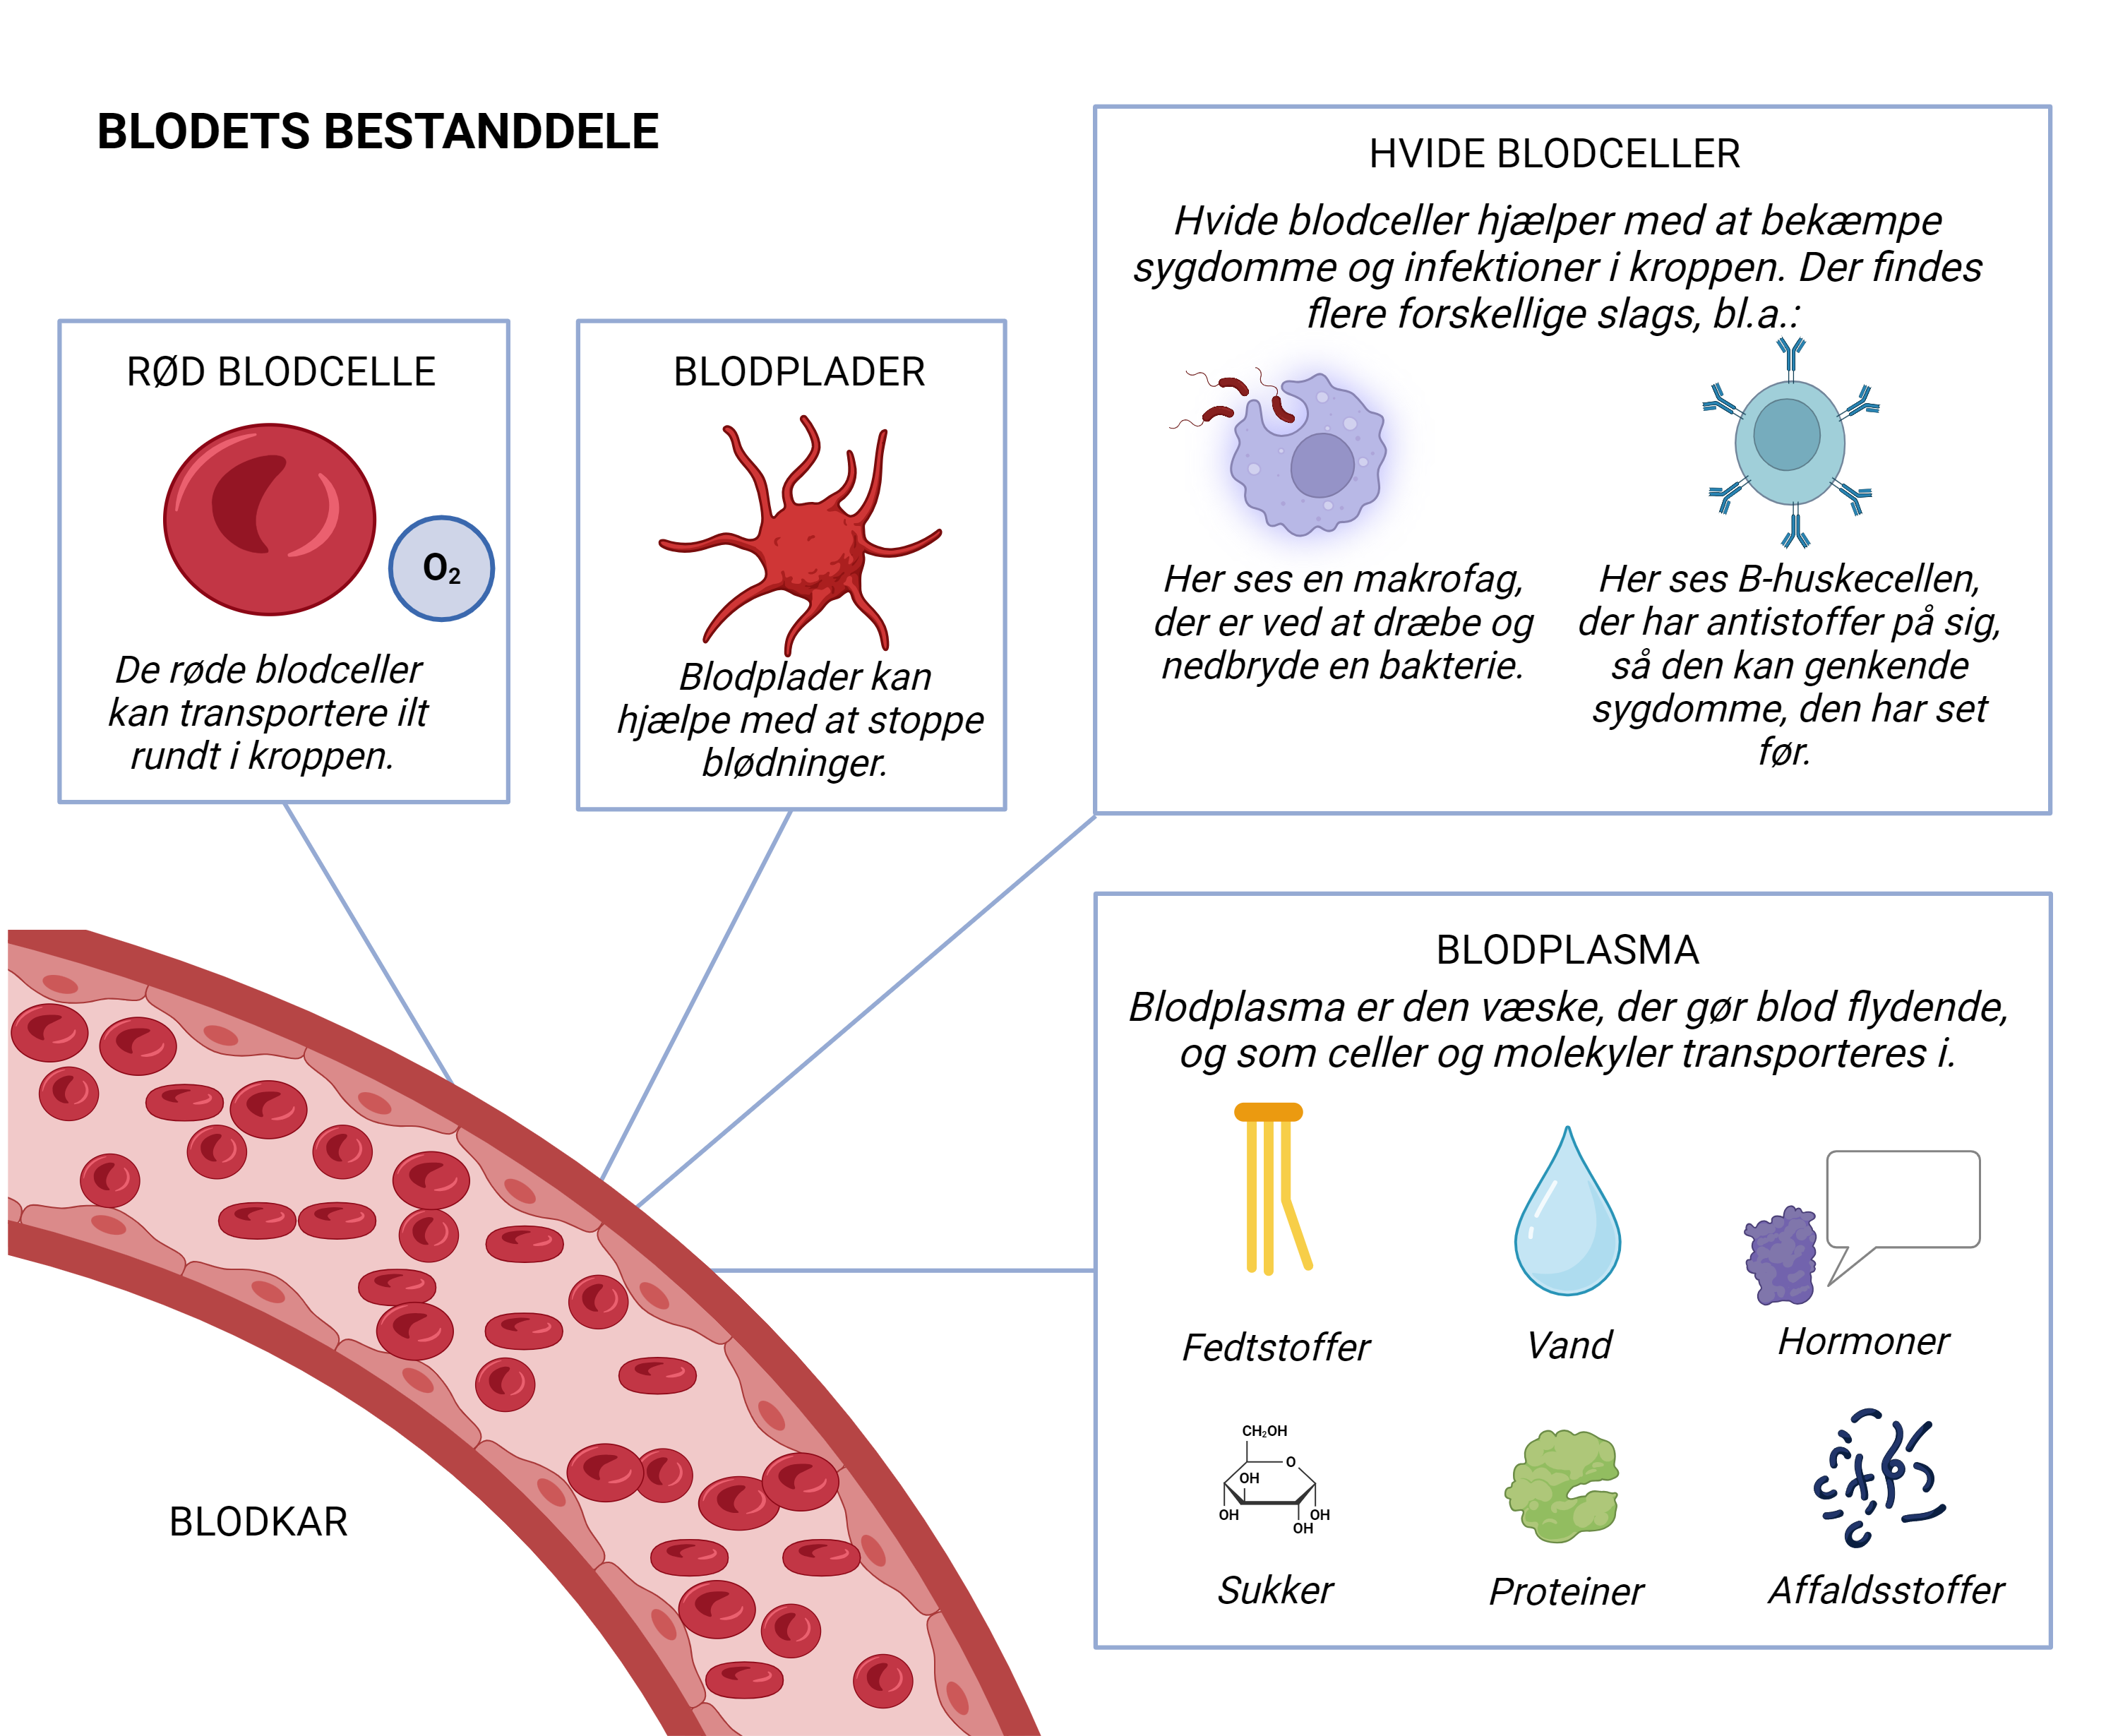 BLODETS BESTANDDELE
RØD BLODCELLE
O₂
De røde blodceller
kan transportere ilt
rundt i kroppen.
BLODPLADER
Blodplader kan
hjælpe med at stoppe
blødninger.
HVIDE BLODCELLER
Hvide blodceller hjælper med at bekæmpe
sygdomme og infektioner i kroppen. Der findes
flere forskellige slags, bl.a.:
Her ses en makrofag,
der er ved at dræbe og
nedbryde en bakterie.
Her ses B-huskecellen,
der har antistoffer på sig,
så den kan genkende
sygdomme, den har set
før.
BLODPLASMA
Blodplasma er den væske, der gør blod flydende,
og som celler og molekyler transporteres i.
Fedtstoffer
Vand
Hormoner
CH₂OH
O
OH
OH
OH
OH
Sukker
Proteiner
Affaldsstoffer
BLODKAR